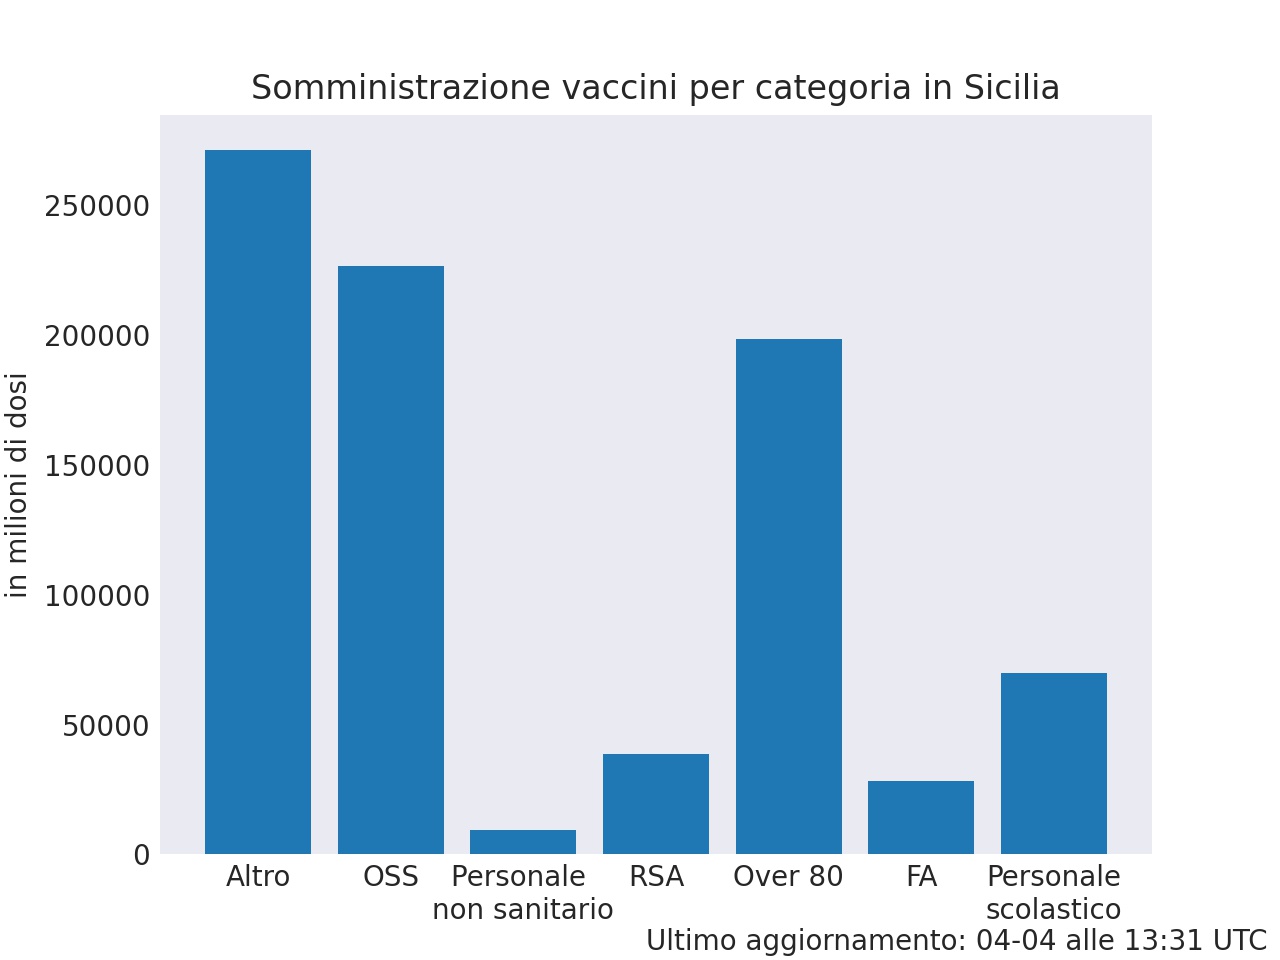 Somministrazione vaccini per categoria in Sicilia
in milioni di dosi
250000
200000
150000
100000
50000
0
Altro
OSS
Personale
non sanitario
RSA
Over 80
FA
Personale
scolastico
Ultimo aggiornamento: 04-04 alle 13:31 UTC